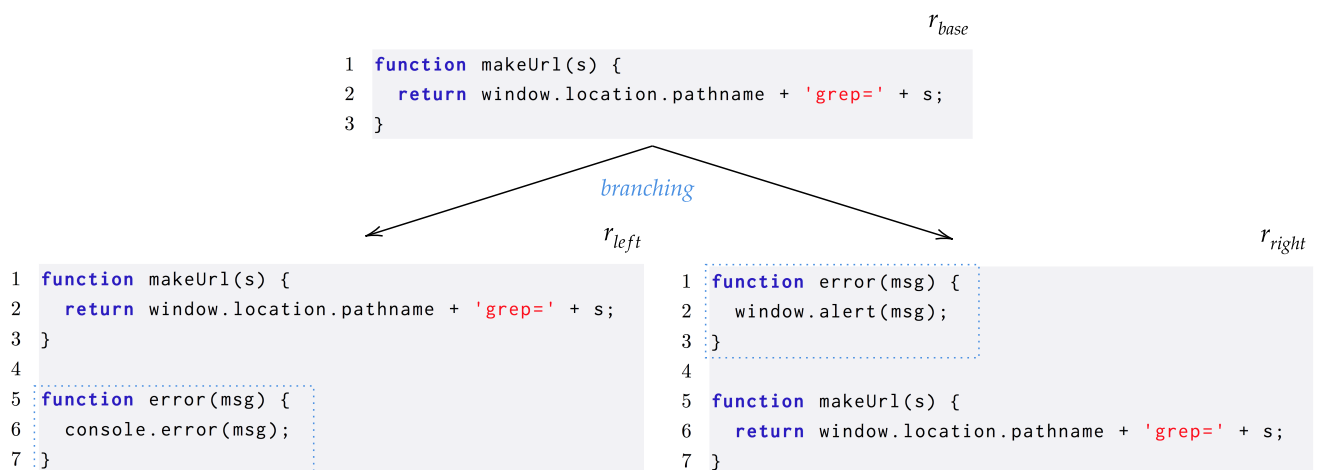 r_base
1 function makeUrl(s) {
2   return window.location.pathname + 'grep=' + s;
3 }
branching
r_left
1 function makeUrl(s) {
2   return window.location.pathname + 'grep=' + s;
3 }
4
5 function error(msg) {
6   console.error(msg);
7 }
r_right
1 function error(msg) {
2   window.alert(msg);
3 }
4
5 function makeUrl(s) {
6   return window.location.pathname + 'grep=' + s;
7 }